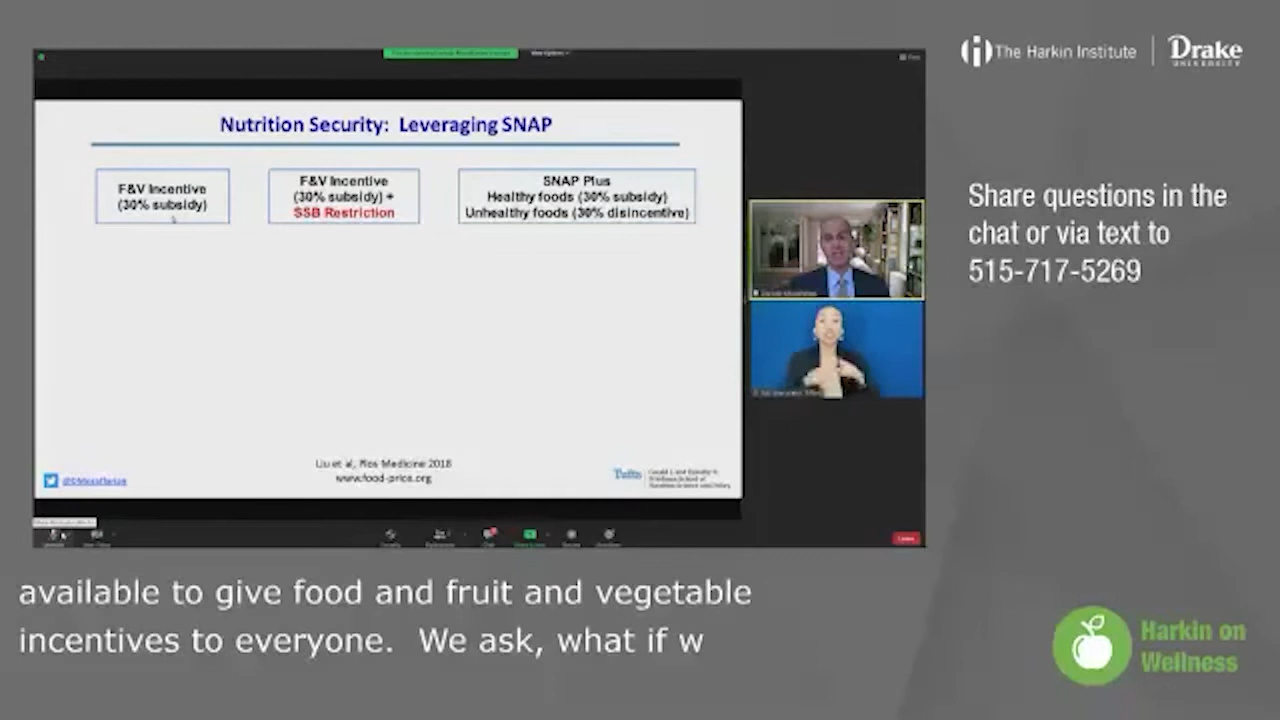 The Harkin Institute
Drake
UNIVERSITY
Nutrition Security: Leveraging SNAP
F&V Incentive
(30% subsidy)
F&V Incentive
(30% subsidy) +
SSB Restriction
SNAP Plus
Healthy foods (30% subsidy)
Unhealthy foods (30% disincentive)
Share questions in the
chat or via text to
515-717-5269
Liu et al, Plos Medicine 2018
www.food-price.org
Tufts
available to give food and fruit and vegetable
incentives to everyone. We ask, what if w
Harkin on
Wellness